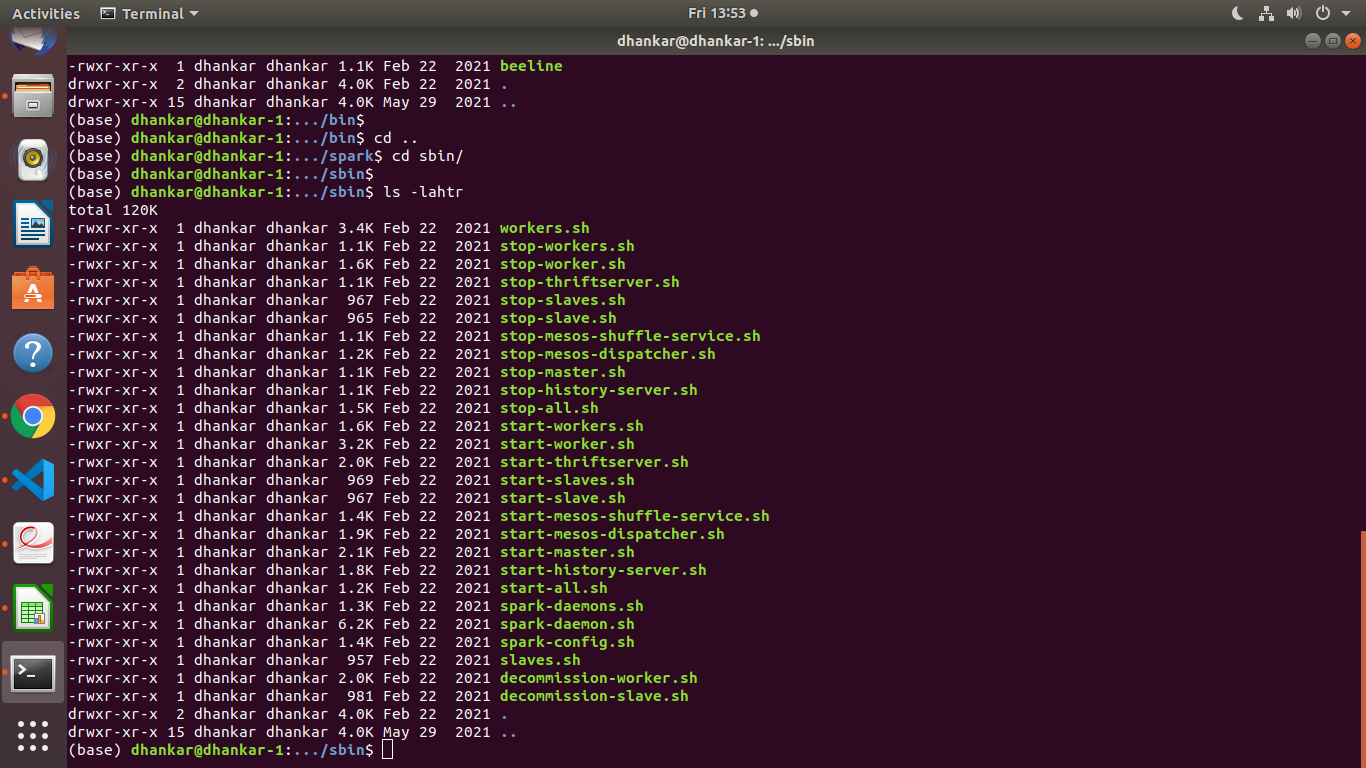 Activities Terminal Fri 13:53
dhankar@dhankar-1: .../sbin
-rwxr-xr-x  1 dhankar dhankar 1.1K Feb 22  2021 beeline
drwxr-xr-x  2 dhankar dhankar 4.0K Feb 22  2021 .
drwxr-xr-x 15 dhankar dhankar 4.0K May 29  2021 ..
(base) dhankar@dhankar-1:.../bin$
(base) dhankar@dhankar-1:.../bin$ cd ..
(base) dhankar@dhankar-1:.../spark$ cd sbin/
(base) dhankar@dhankar-1:.../sbin$
(base) dhankar@dhankar-1:.../sbin$ ls -lahtr
total 120K
-rwxr-xr-x  1 dhankar dhankar 3.4K Feb 22  2021 workers.sh
-rwxr-xr-x  1 dhankar dhankar 1.1K Feb 22  2021 stop-workers.sh
-rwxr-xr-x  1 dhankar dhankar 1.6K Feb 22  2021 stop-worker.sh
-rwxr-xr-x  1 dhankar dhankar 1.1K Feb 22  2021 stop-thriftserver.sh
-rwxr-xr-x  1 dhankar dhankar  967 Feb 22  2021 stop-slaves.sh
-rwxr-xr-x  1 dhankar dhankar  965 Feb 22  2021 stop-slave.sh
-rwxr-xr-x  1 dhankar dhankar 1.1K Feb 22  2021 stop-mesos-shuffle-service.sh
-rwxr-xr-x  1 dhankar dhankar 1.2K Feb 22  2021 stop-mesos-dispatcher.sh
-rwxr-xr-x  1 dhankar dhankar 1.1K Feb 22  2021 stop-master.sh
-rwxr-xr-x  1 dhankar dhankar 1.1K Feb 22  2021 stop-history-server.sh
-rwxr-xr-x  1 dhankar dhankar 1.5K Feb 22  2021 stop-all.sh
-rwxr-xr-x  1 dhankar dhankar 1.6K Feb 22  2021 start-workers.sh
-rwxr-xr-x  1 dhankar dhankar 3.2K Feb 22  2021 start-worker.sh
-rwxr-xr-x  1 dhankar dhankar 2.0K Feb 22  2021 start-thriftserver.sh
-rwxr-xr-x  1 dhankar dhankar  969 Feb 22  2021 start-slaves.sh
-rwxr-xr-x  1 dhankar dhankar  967 Feb 22  2021 start-slave.sh
-rwxr-xr-x  1 dhankar dhankar 1.4K Feb 22  2021 start-mesos-shuffle-service.sh
-rwxr-xr-x  1 dhankar dhankar 1.9K Feb 22  2021 start-mesos-dispatcher.sh
-rwxr-xr-x  1 dhankar dhankar 2.1K Feb 22  2021 start-master.sh
-rwxr-xr-x  1 dhankar dhankar 1.8K Feb 22  2021 start-history-server.sh
-rwxr-xr-x  1 dhankar dhankar 1.2K Feb 22  2021 start-all.sh
-rwxr-xr-x  1 dhankar dhankar 1.3K Feb 22  2021 spark-daemons.sh
-rwxr-xr-x  1 dhankar dhankar 6.2K Feb 22  2021 spark-daemon.sh
-rwxr-xr-x  1 dhankar dhankar 1.4K Feb 22  2021 spark-config.sh
-rwxr-xr-x  1 dhankar dhankar  957 Feb 22  2021 slaves.sh
-rwxr-xr-x  1 dhankar dhankar 2.0K Feb 22  2021 decommission-worker.sh
-rwxr-xr-x  1 dhankar dhankar  981 Feb 22  2021 decommission-slave.sh
drwxr-xr-x  2 dhankar dhankar 4.0K Feb 22  2021 .
drwxr-xr-x 15 dhankar dhankar 4.0K May 29  2021 ..
(base) dhankar@dhankar-1:.../sbin$